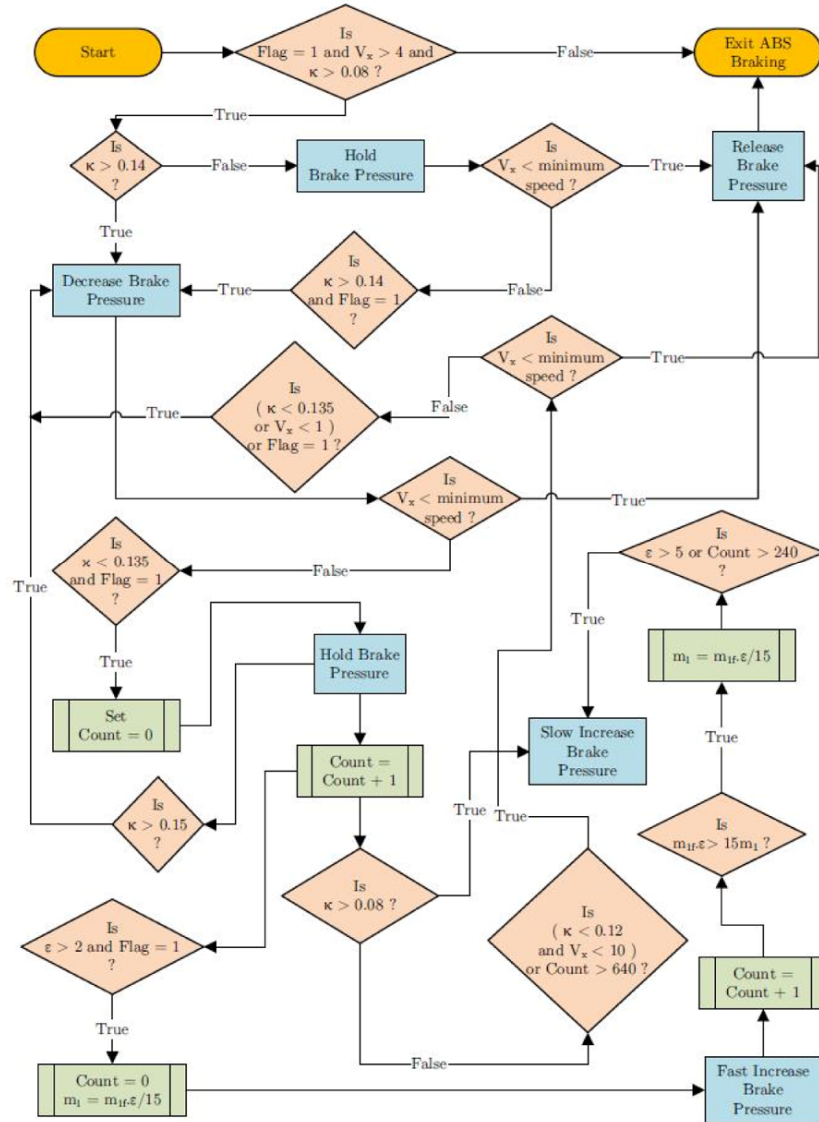 Start
Is
Flag = 1 and Vₓ > 4 and
κ > 0.08 ?
False
Exit ABS
Braking
True
Is
κ > 0.14
?
False
Hold
Brake Pressure
Is
Vₓ < minimum
speed ?
True
Release
Brake
Pressure
True
Decrease Brake
Pressure
True
Is
κ > 0.14
and Flag = 1
?
False
Is
Vₓ < minimum
speed ?
True
False
Is
( κ < 0.135
or Vₓ < 1 )
or Flag = 1 ?
True
Is
Vₓ < minimum
speed ?
True
False
Is
κ < 0.135
and Flag = 1
?
True
True
Set
Count = 0
Hold Brake
Pressure
Is
ε > 5 or Count > 240
?
True
m₁ = m₁f.ε/15
True
Slow Increase
Brake
Pressure
Count =
Count + 1
True
True
Is
κ > 0.15
?
Is
m₁f.ε> 15m₁ ?
Is
κ > 0.08 ?
Is
( κ < 0.12
and Vₓ < 10 )
or Count > 640 ?
Is
ε > 2 and Flag = 1
?
True
False
Count =
Count + 1
Count = 0
m₁ = m₁f.ε/15
Fast Increase
Brake
Pressure